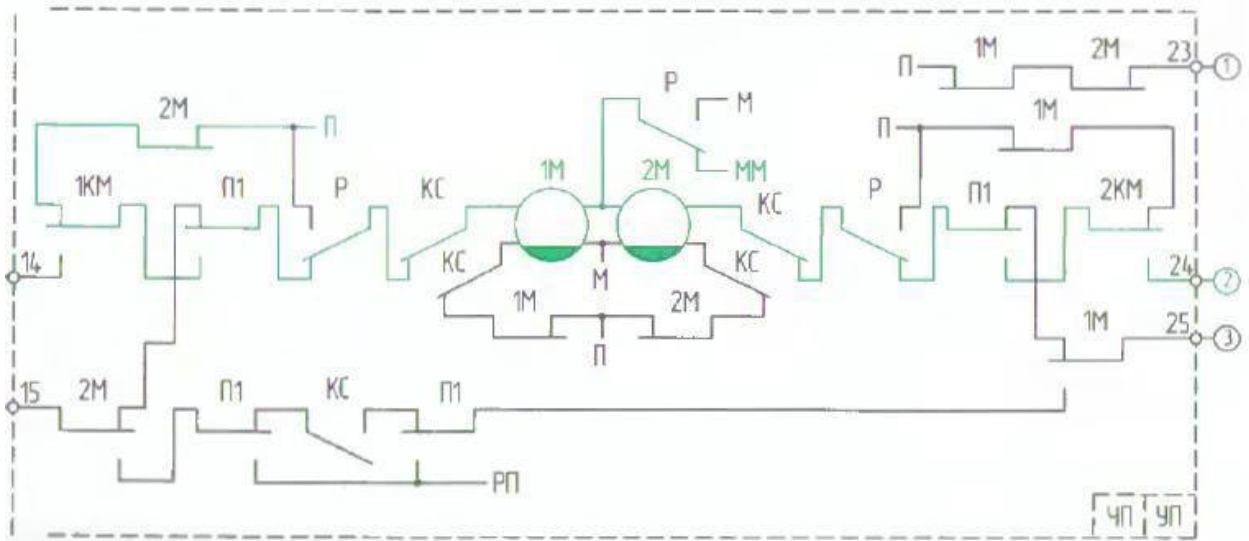 1М 2М 23
П 1
Р М
2М П П 1М
ММ
1М 2М
1КМ П1 Р КС КС Р П1 2КМ
14 КС М КС 24 2
1М 2М 1М 25 3
П
15 2М П1 КС П1
РП
ЧП УП